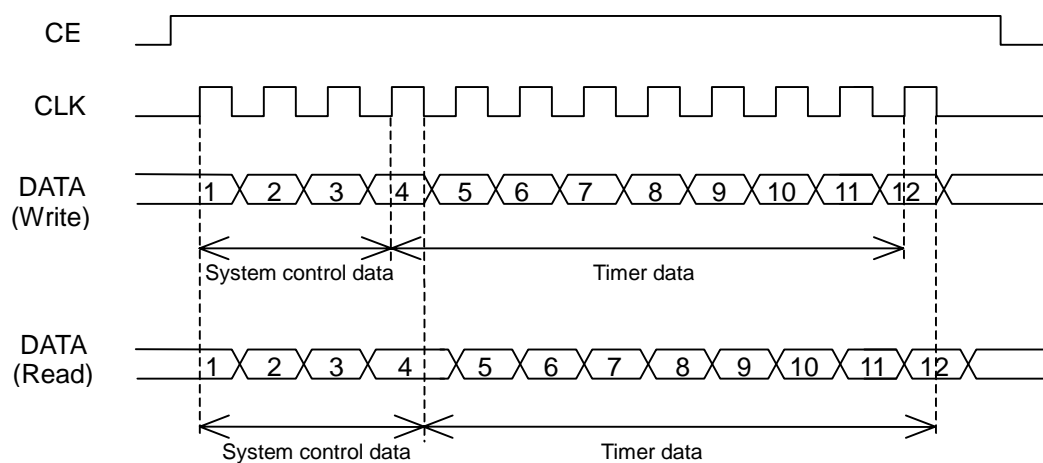 CE
CLK
DATA
(Write)
1 2 3 4 5 6 7 8 9 10 11 12
System control data
Timer data
DATA
(Read)
1 2 3 4 5 6 7 8 9 10 11 12
System control data
Timer data